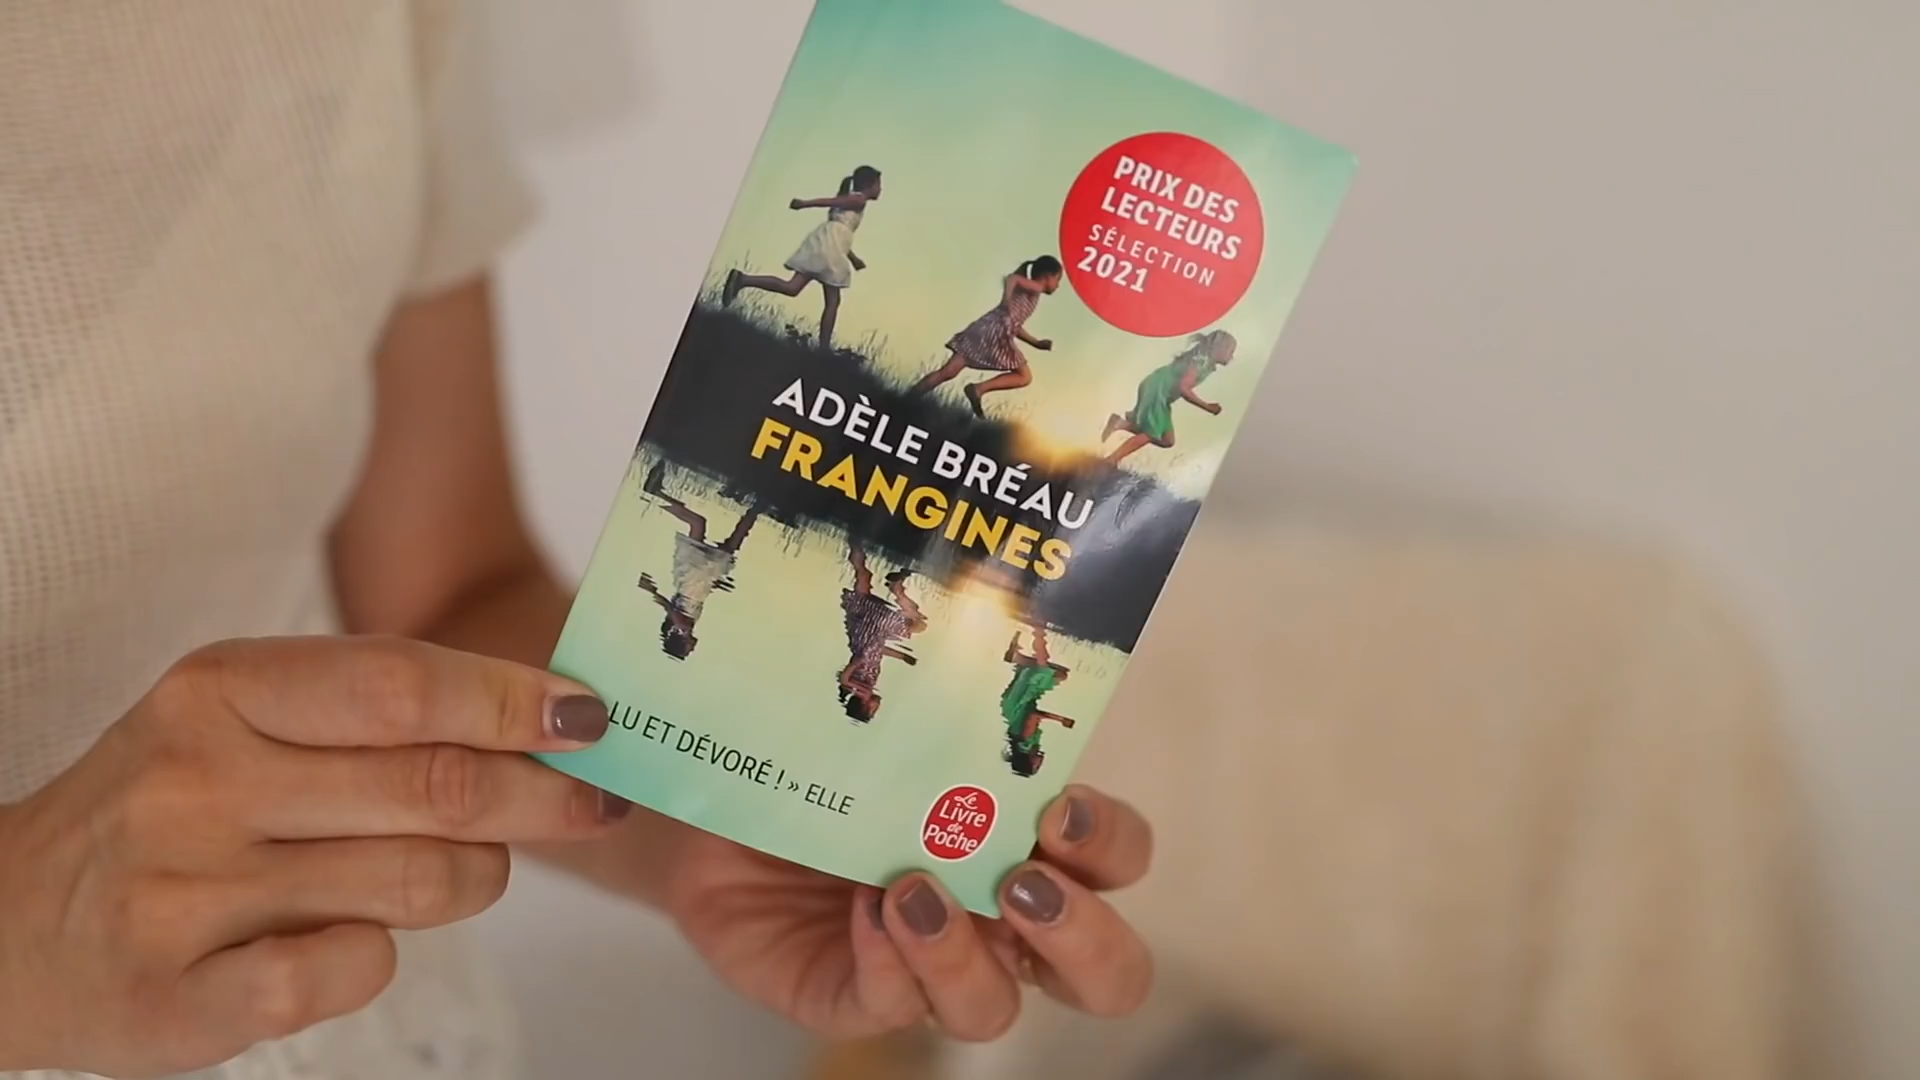 PRIX DES
LECTEURS
SÉLECTION
2021
ADÈLE BRÉAU
FRANGINES
LU ET DÉVORÉ ! » ELLE
Le
Livre
de
Poche